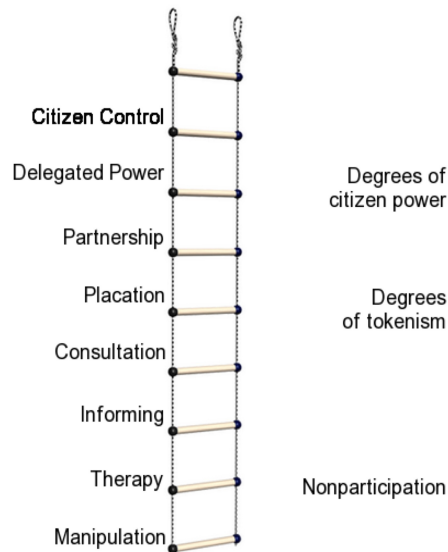 Citizen Control
Delegated Power
Partnership
Placation
Consultation
Informing
Therapy
Manipulation
Degrees of
citizen power
Degrees
of tokenism
Nonparticipation